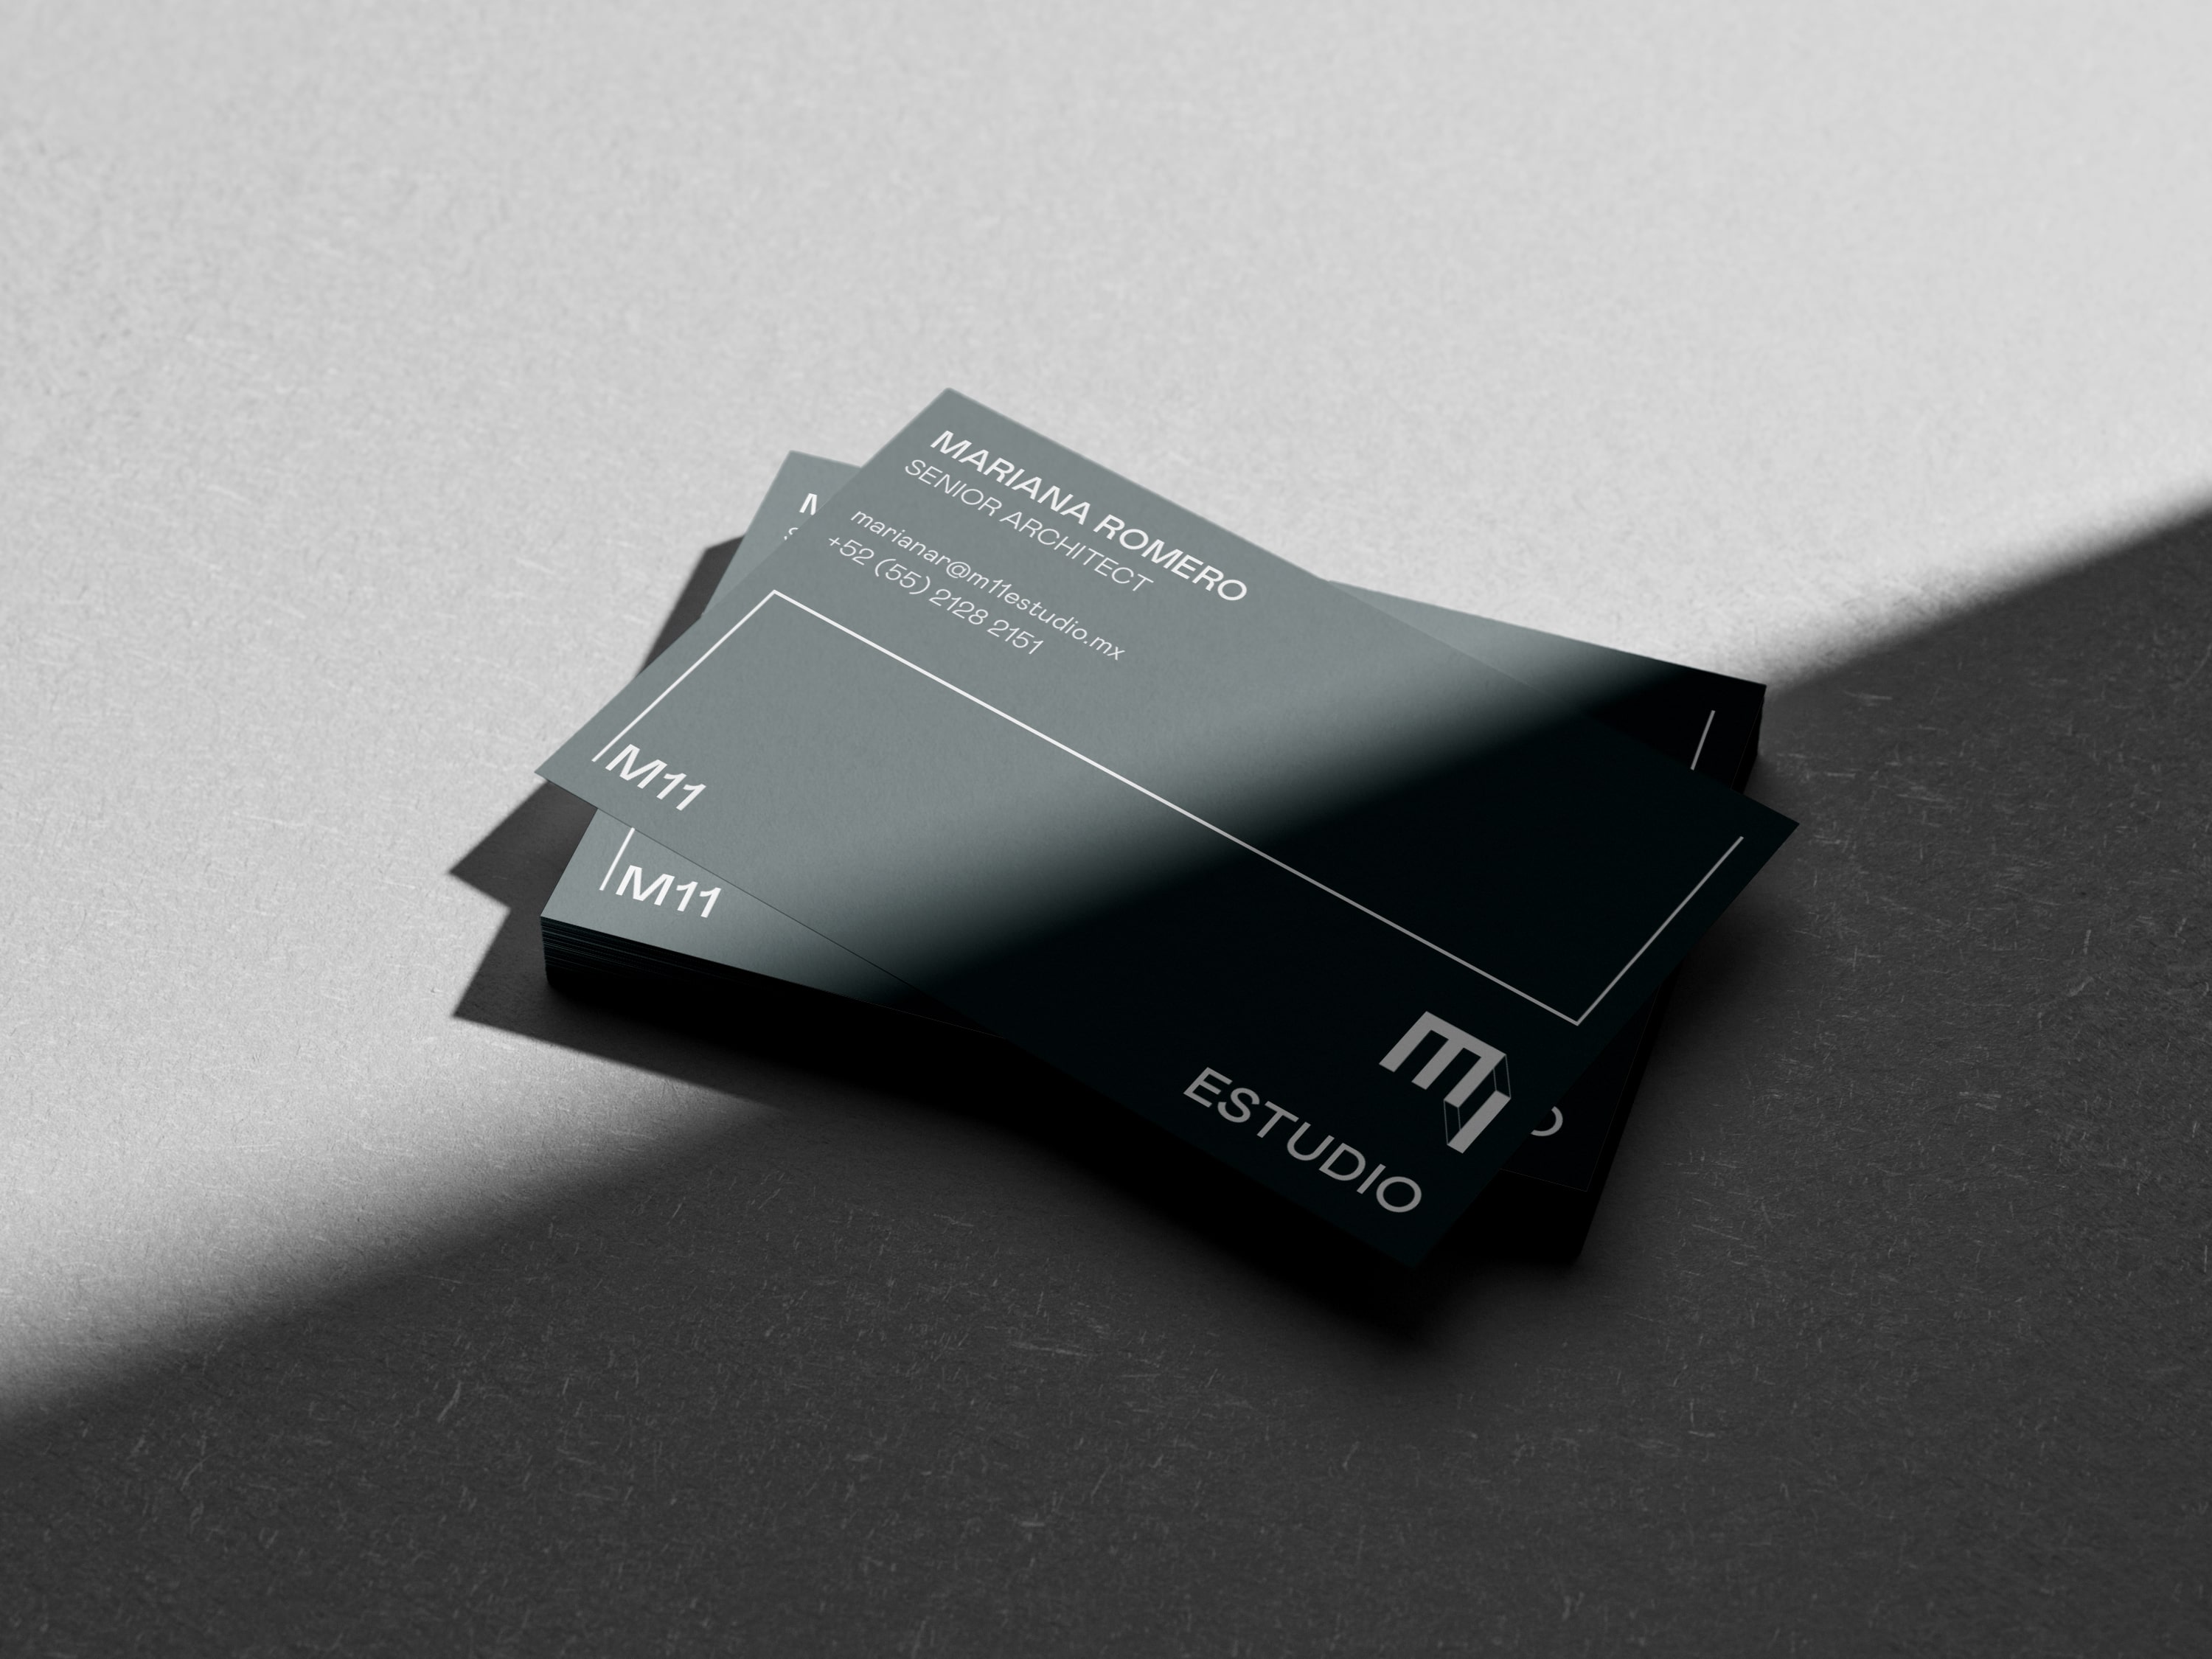 MARIANA ROMERO
SENIOR ARCHITECT
marianar@m11estudio.mx
+52 (55) 2128 2151
M11
ESTUDIO
M11